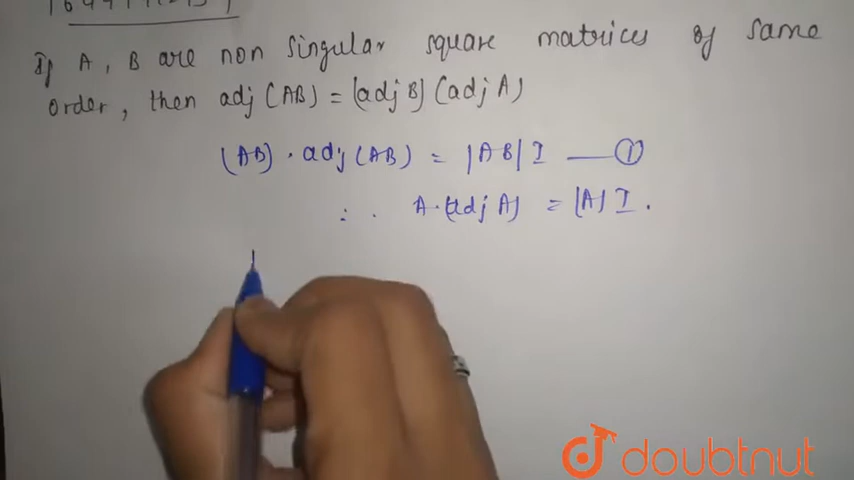 If A, B are non singular square matrices of same
order, then adj (AB) = (adj B) (adj A)
(AB) · adj (AB) = |AB| I —— ①
∴ · A·(adj A) = |A| I .
doubtnut